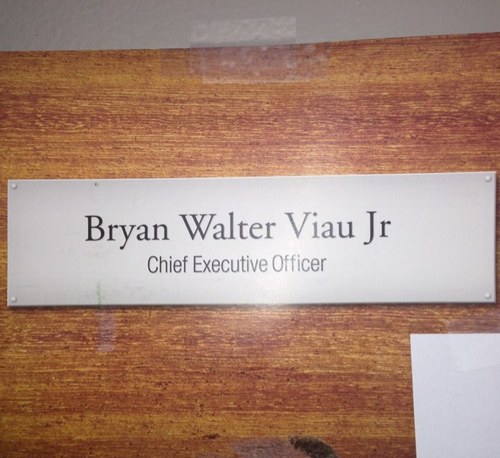 Bryan Walter Viau Jr
Chief Executive Officer